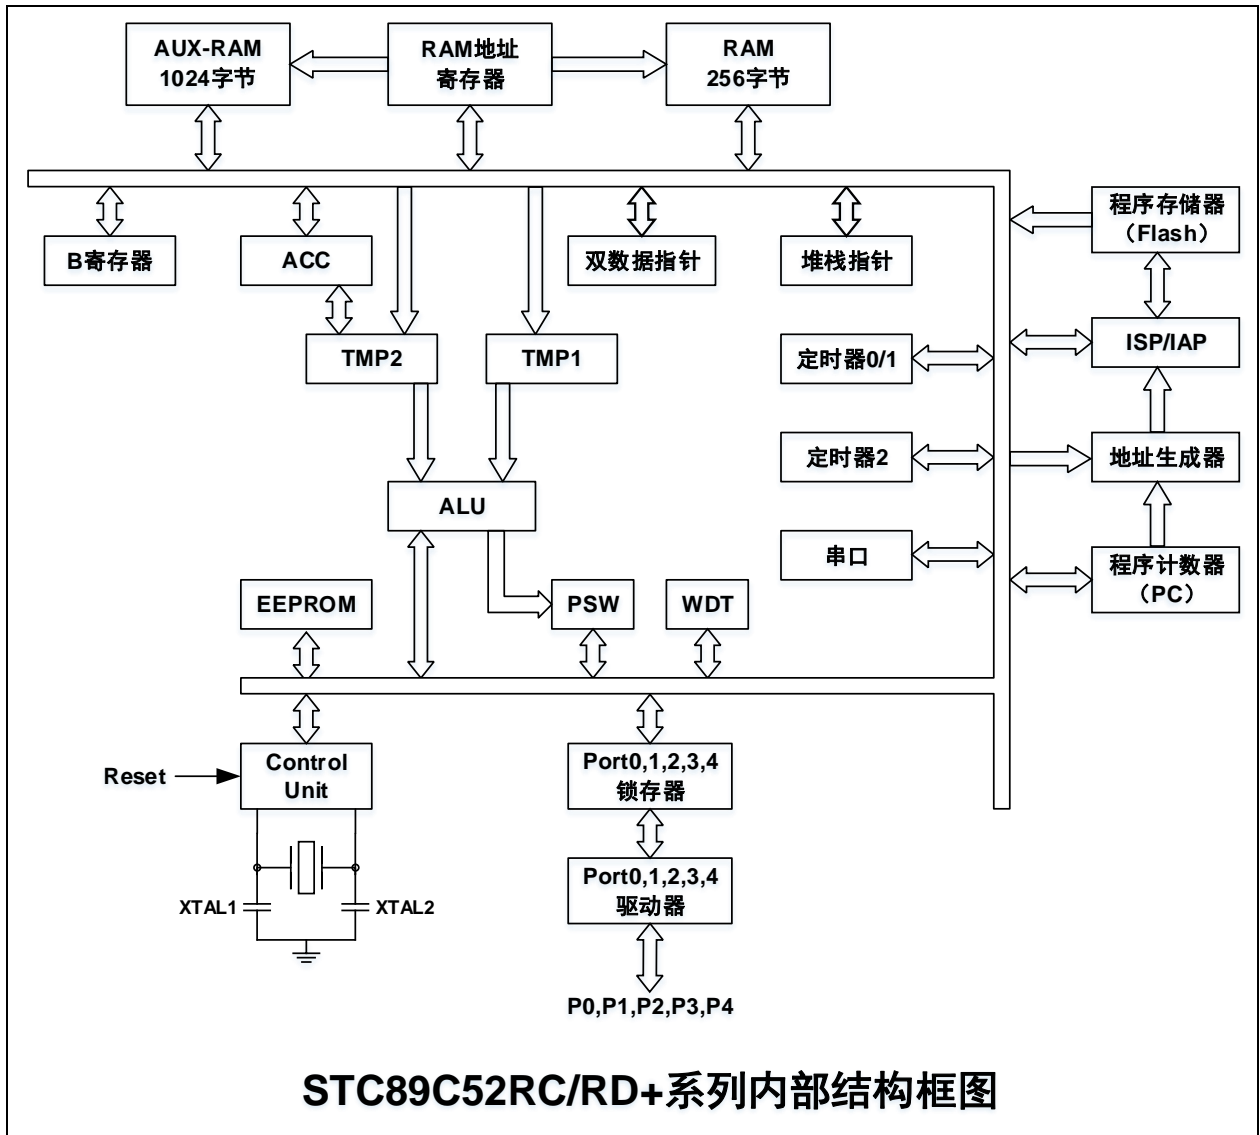 AUX-RAM
1024字节
RAM地址
寄存器
RAM
256字节
B寄存器
ACC
双数据指针
堆栈指针
程序存储器
（Flash）
TMP2
TMP1
定时器0/1
ISP/IAP
定时器2
地址生成器
ALU
串口
程序计数器
（PC）
EEPROM
PSW
WDT
Reset
Control
Unit
Port0,1,2,3,4
锁存器
Port0,1,2,3,4
驱动器
XTAL1
XTAL2
P0,P1,P2,P3,P4
STC89C52RC/RD+系列内部结构框图